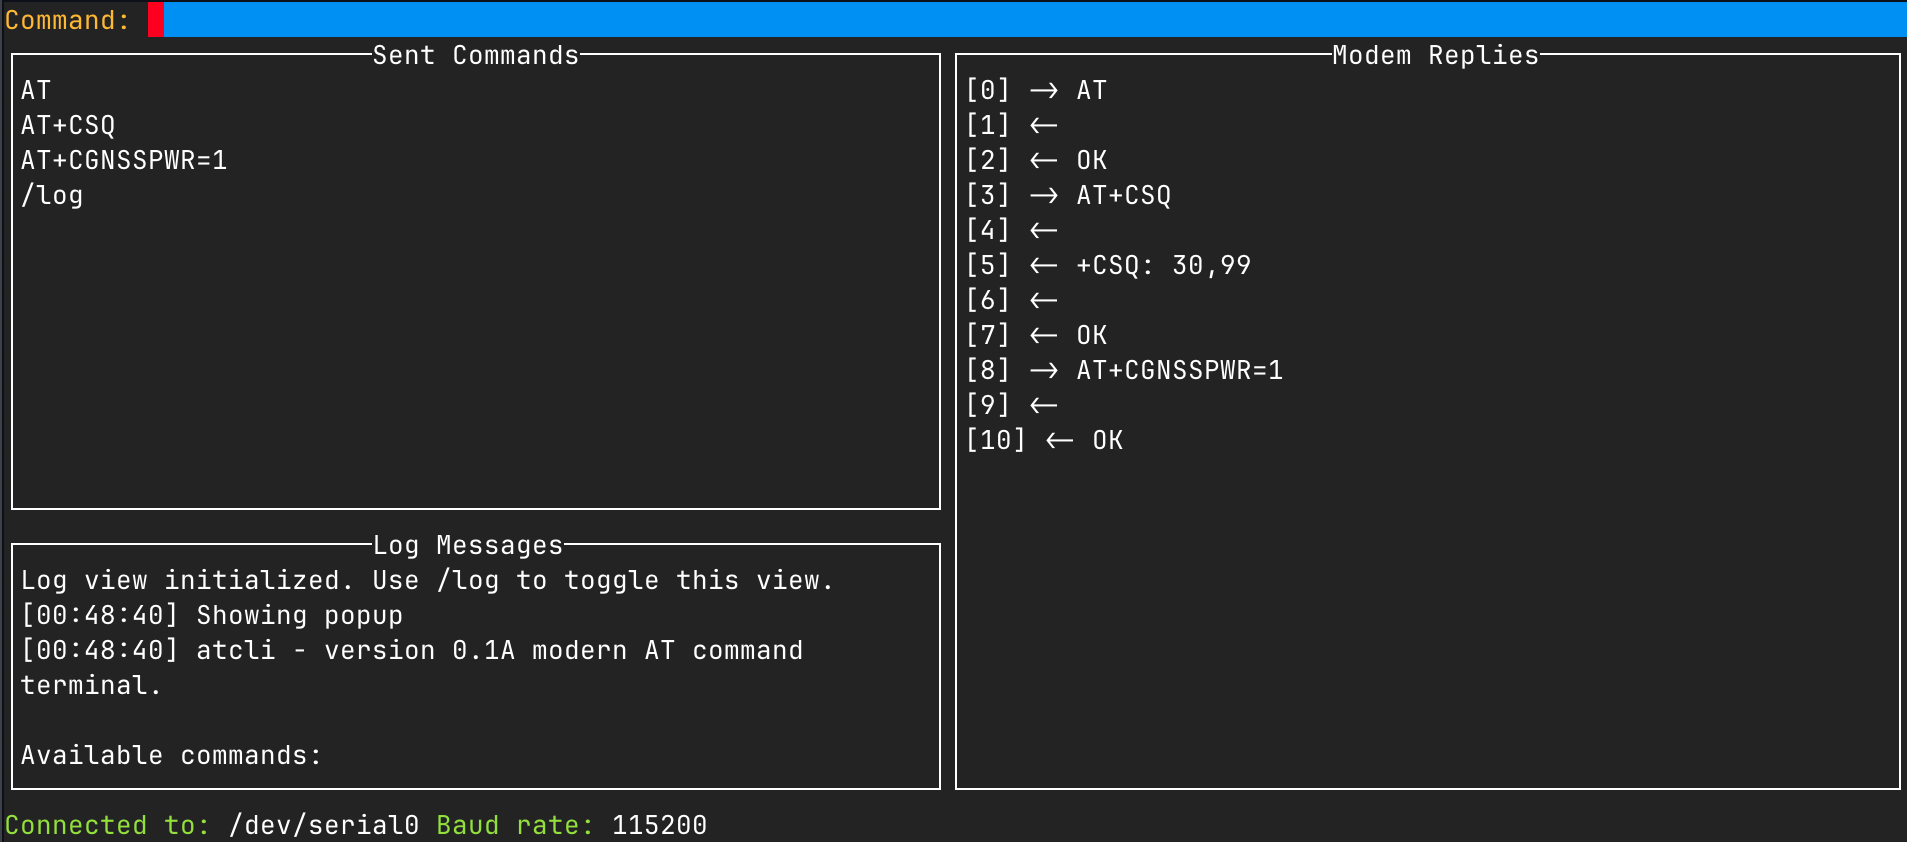 Command:
Sent Commands
AT
AT+CSQ
AT+CGNSSPWR=1
/log
Log Messages
Log view initialized. Use /log to toggle this view.
[00:48:40] Showing popup
[00:48:40] atcli - version 0.1A modern AT command
terminal.
Available commands:
Modem Replies
[0] → AT
[1] ←
[2] ← OK
[3] → AT+CSQ
[4] ←
[5] ← +CSQ: 30,99
[6] ←
[7] ← OK
[8] → AT+CGNSSPWR=1
[9] ←
[10] ← OK
Connected to: /dev/serial0 Baud rate: 115200